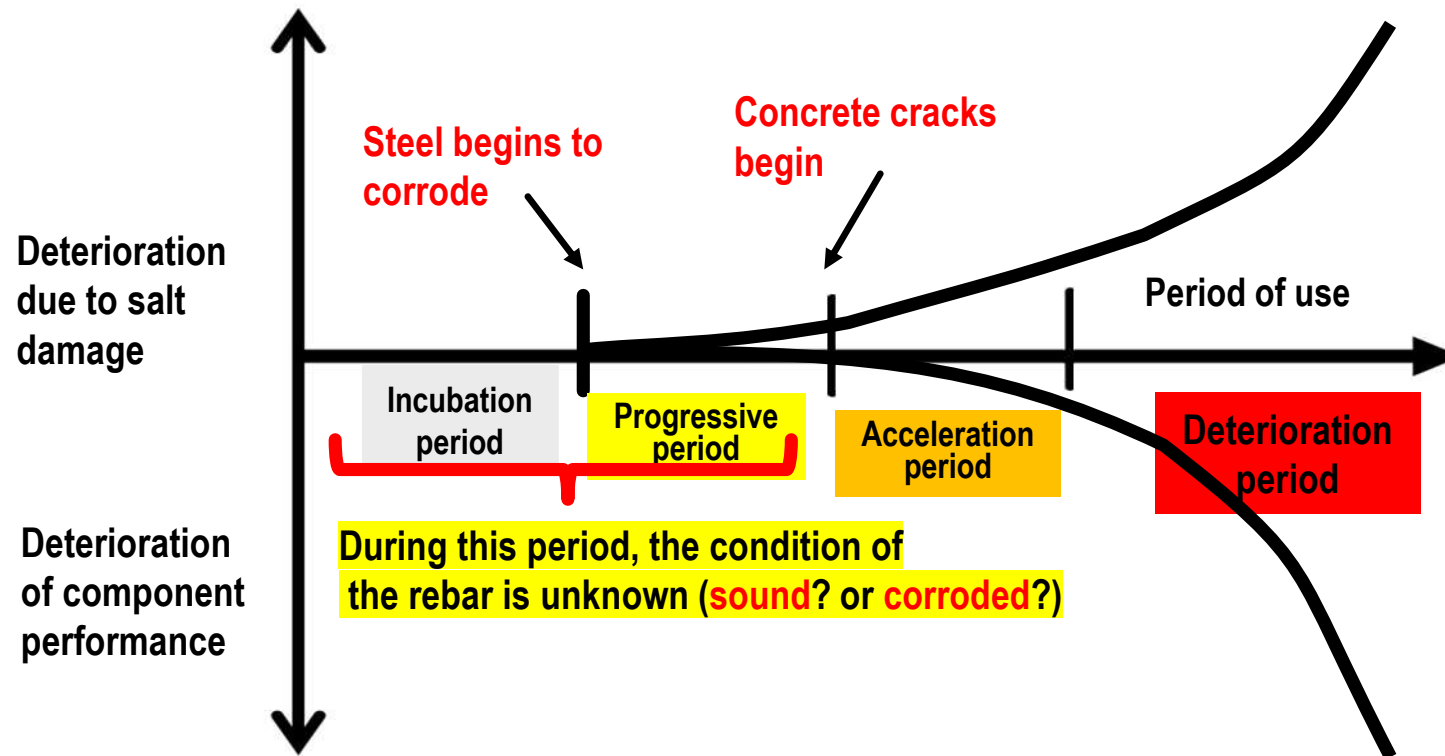 Steel begins to
corrode
Concrete cracks
begin
Deterioration
due to salt
damage
Period of use
Incubation
period
Progressive
period
Acceleration
period
Deterioration
period
Deterioration
of component
performance
During this period, the condition of
the rebar is unknown (sound? or corroded?)